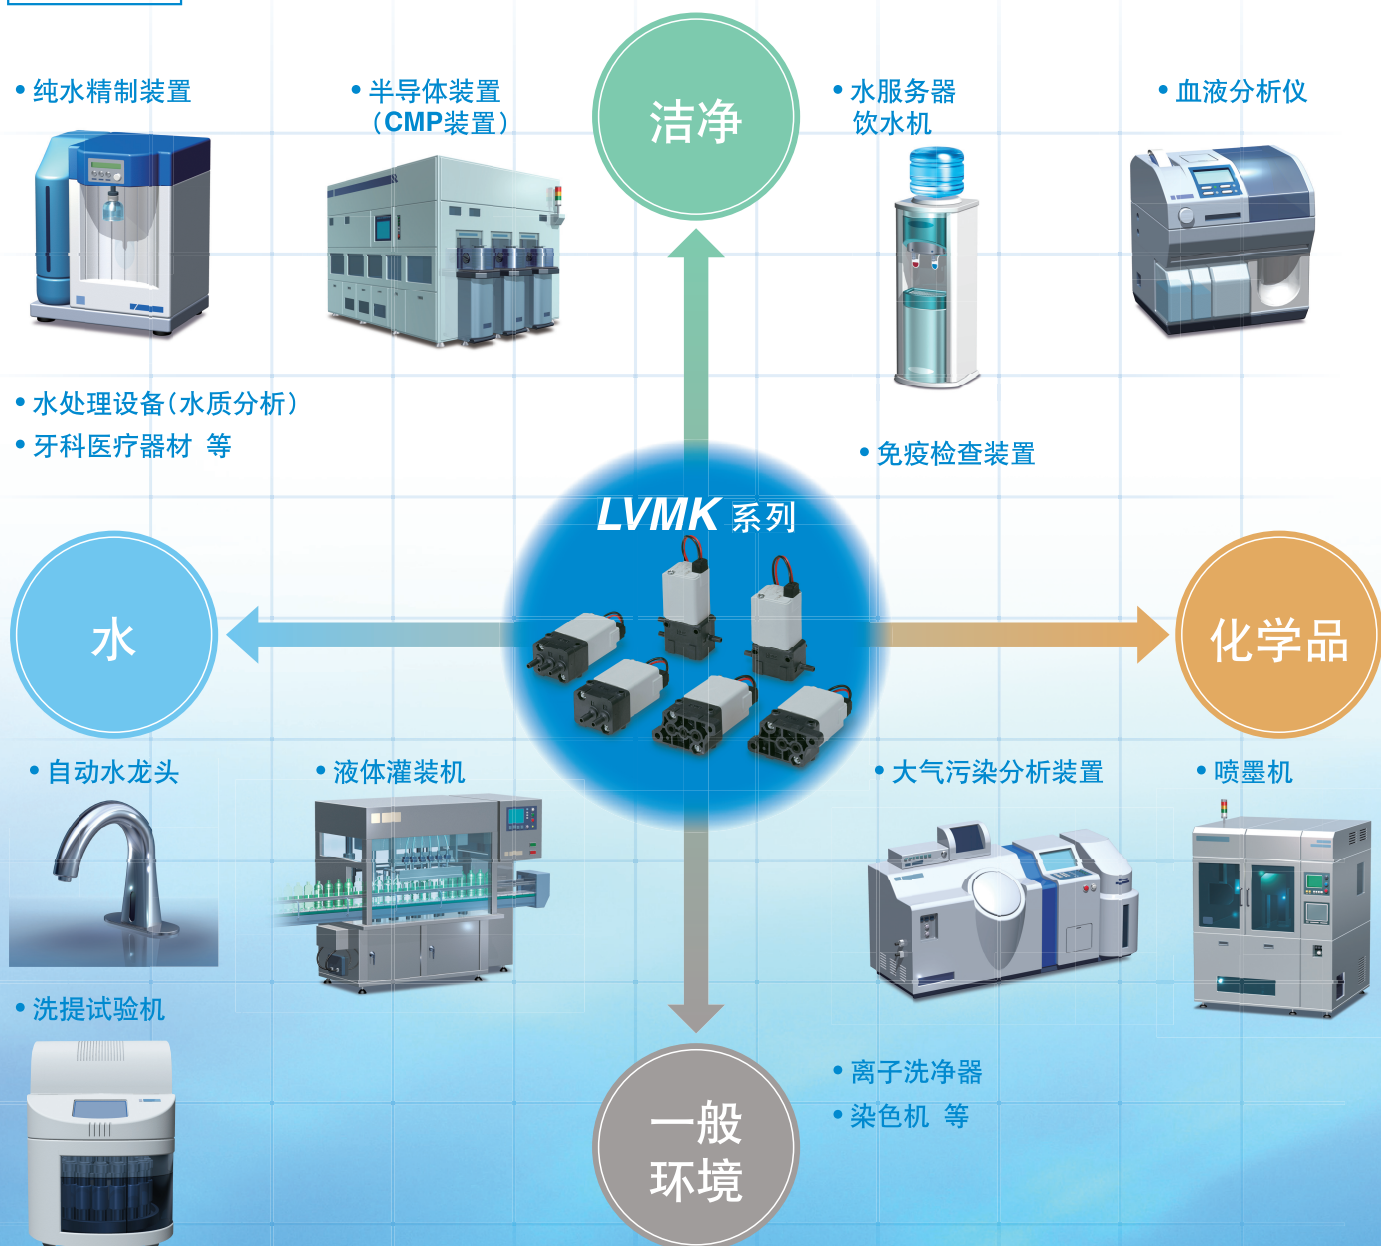 • 纯水精制装置
• 半导体装置
（CMP装置）
洁净
• 水服务器
饮水机
• 血液分析仪
• 水处理设备（水质分析）
• 牙科医疗器材 等
• 免疫检查装置
LVMK 系列
水
化学品
• 自动水龙头
• 液体灌装机
• 大气污染分析装置
• 喷墨机
• 洗提试验机
• 离子洗净器
• 染色机 等
一般
环境